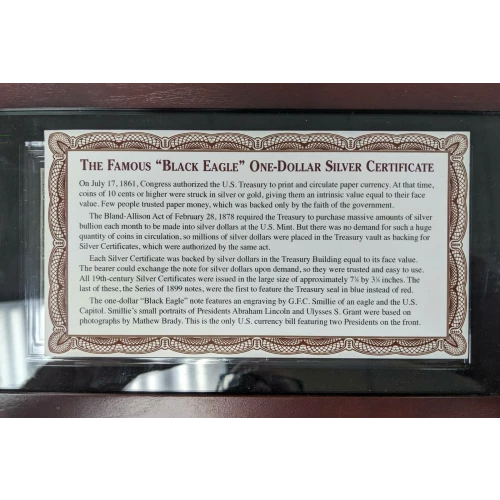 THE FAMOUS “BLACK EAGLE” ONE-DOLLAR SILVER CERTIFICATE
On July 17, 1861, Congress authorized the U.S. Treasury to print and circulate paper currency. At that time,
coins of 10 cents or higher were struck in silver or gold, giving them an intrinsic value equal to their face
value. Few people trusted paper money, which was backed only by the faith of the government.
The Bland-Allison Act of February 28, 1878 required the Treasury to purchase massive amounts of silver
bullion each month to be made into silver dollars at the U.S. Mint. But there was no demand for such a huge
quantity of coins in circulation, so millions of silver dollars were placed in the Treasury vault as backing for
Silver Certificates, which were authorized by the same act.
Each Silver Certificate was backed by silver dollars in the Treasury Building equal to its face value.
The bearer could exchange the note for silver dollars upon demand, so they were trusted and easy to use.
All 19th-century Silver Certificates were issued in the large size of approximately by inches. The
last of these, the Series of 1899 notes, were the first to feature the Treasury seal in blue instead of red.
The one-dollar “Black Eagle” note features an engraving by G.F.C. Smillie of an eagle and the U.S.
Capitol. Smillie’s small portraits of Presidents Abraham Lincoln and Ulysses S. Grant were based on
photographs by Mathew Brady. This is the only U.S. currency bill featuring two Presidents on the front.